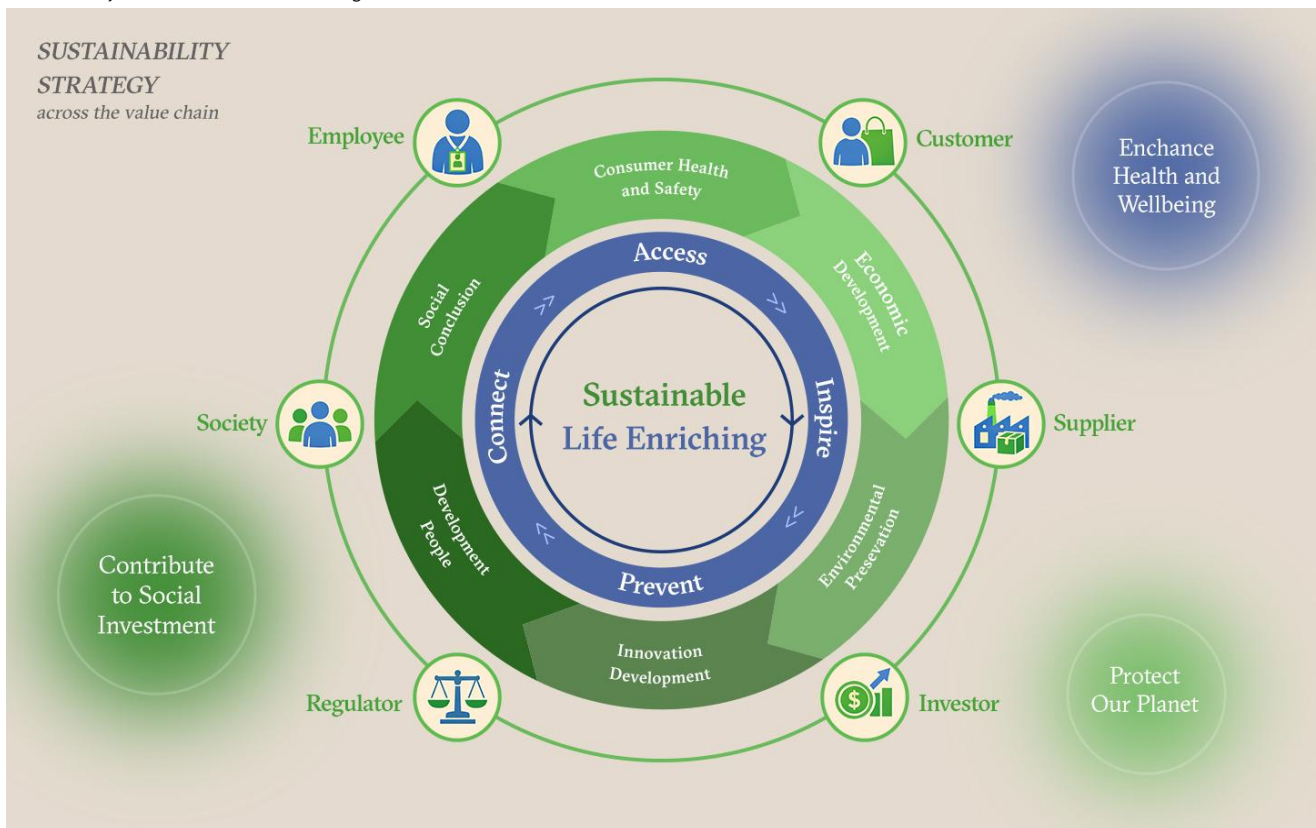 SUSTAINABILITY
STRATEGY
across the value chain
Employee
Customer
Enchance
Health and
Wellbeing
Consumer Health
and Safety
Economic
Development
Social
Conclusion
Access
Connect
Inspire
Prevent
Sustainable
Life Enriching
Society
Supplier
Development
People
Environmental
Presevation
Innovation
Development
Contribute
to Social
Investment
Regulator
Investor
Protect
Our Planet
$